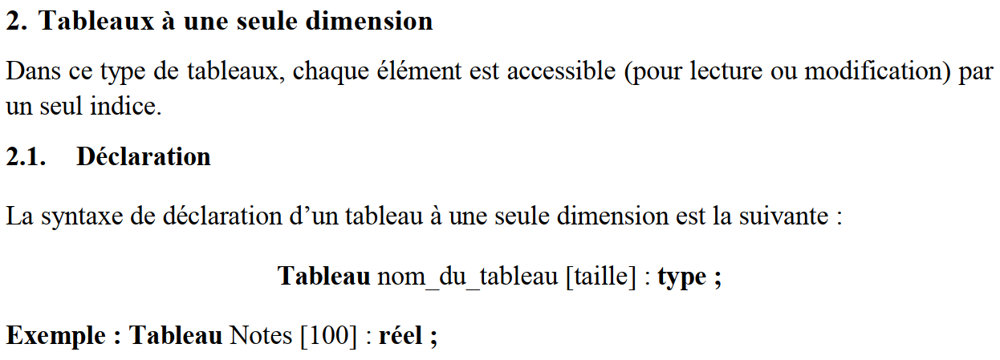 2. Tableaux à une seule dimension
Dans ce type de tableaux, chaque élément est accessible (pour lecture ou modification) par
un seul indice.
2.1. Déclaration
La syntaxe de déclaration d’un tableau à une seule dimension est la suivante :
Tableau nom_du_tableau [taille] : type ;
Exemple : Tableau Notes [100] : réel ;